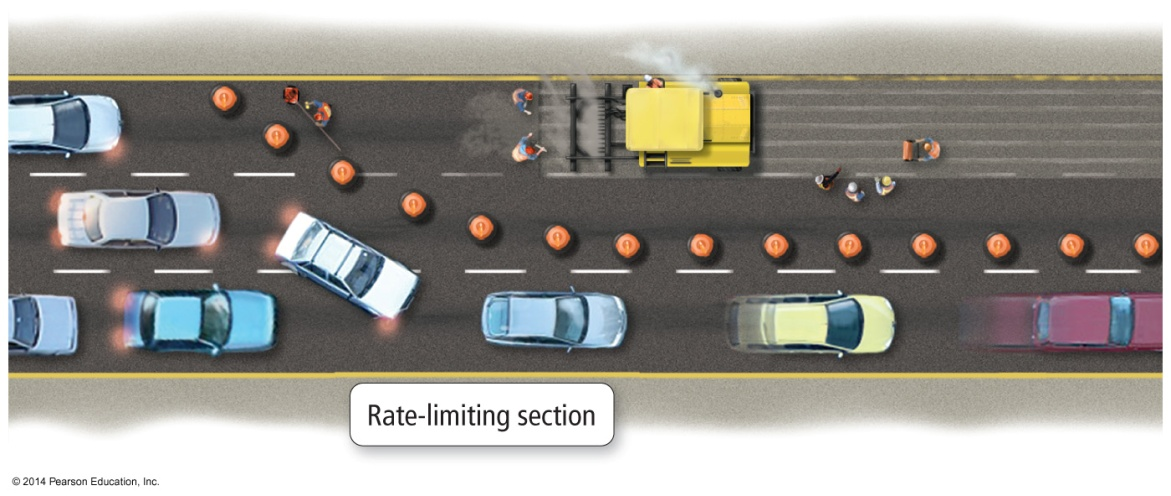 Rate-limiting section
© 2014 Pearson Education, Inc.